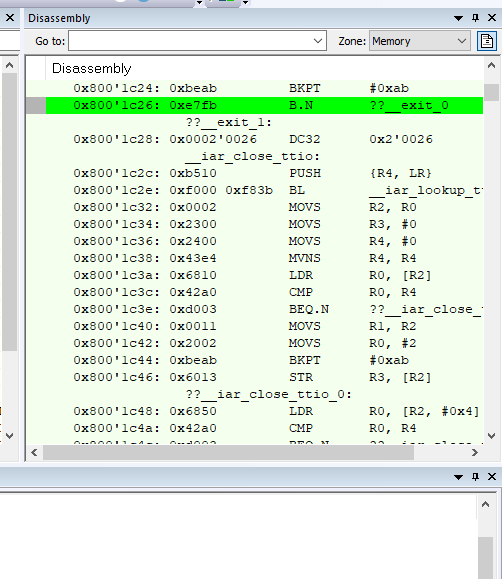 Disassembly
Go to: Zone: Memory
Disassembly
0x800'1c24: 0xbeab BKPT #0xab
0x800'1c26: 0xe7fb B.N ??__exit_0
??__exit_1:
0x800'1c28: 0x0002'0026 DC32 0x2'0026
__iar_close_ttio:
0x800'1c2c: 0xb510 PUSH {R4, LR}
0x800'1c2e: 0xf000 0xf83b BL __iar_lookup_tt
0x800'1c32: 0x0002 MOVS R2, R0
0x800'1c34: 0x2300 MOVS R3, #0
0x800'1c36: 0x2400 MOVS R4, #0
0x800'1c38: 0x43e4 MVNS R4, R4
0x800'1c3a: 0x6810 LDR R0, [R2]
0x800'1c3c: 0x42a0 CMP R0, R4
0x800'1c3e: 0xd003 BEQ.N ??__iar_close_t
0x800'1c40: 0x0011 MOVS R1, R2
0x800'1c42: 0x2002 MOVS R0, #2
0x800'1c44: 0xbeab BKPT #0xab
0x800'1c46: 0x6013 STR R3, [R2]
??__iar_close_ttio_0:
0x800'1c48: 0x6850 LDR R0, [R2, #0x4]
0x800'1c4a: 0x42a0 CMP R0, R4